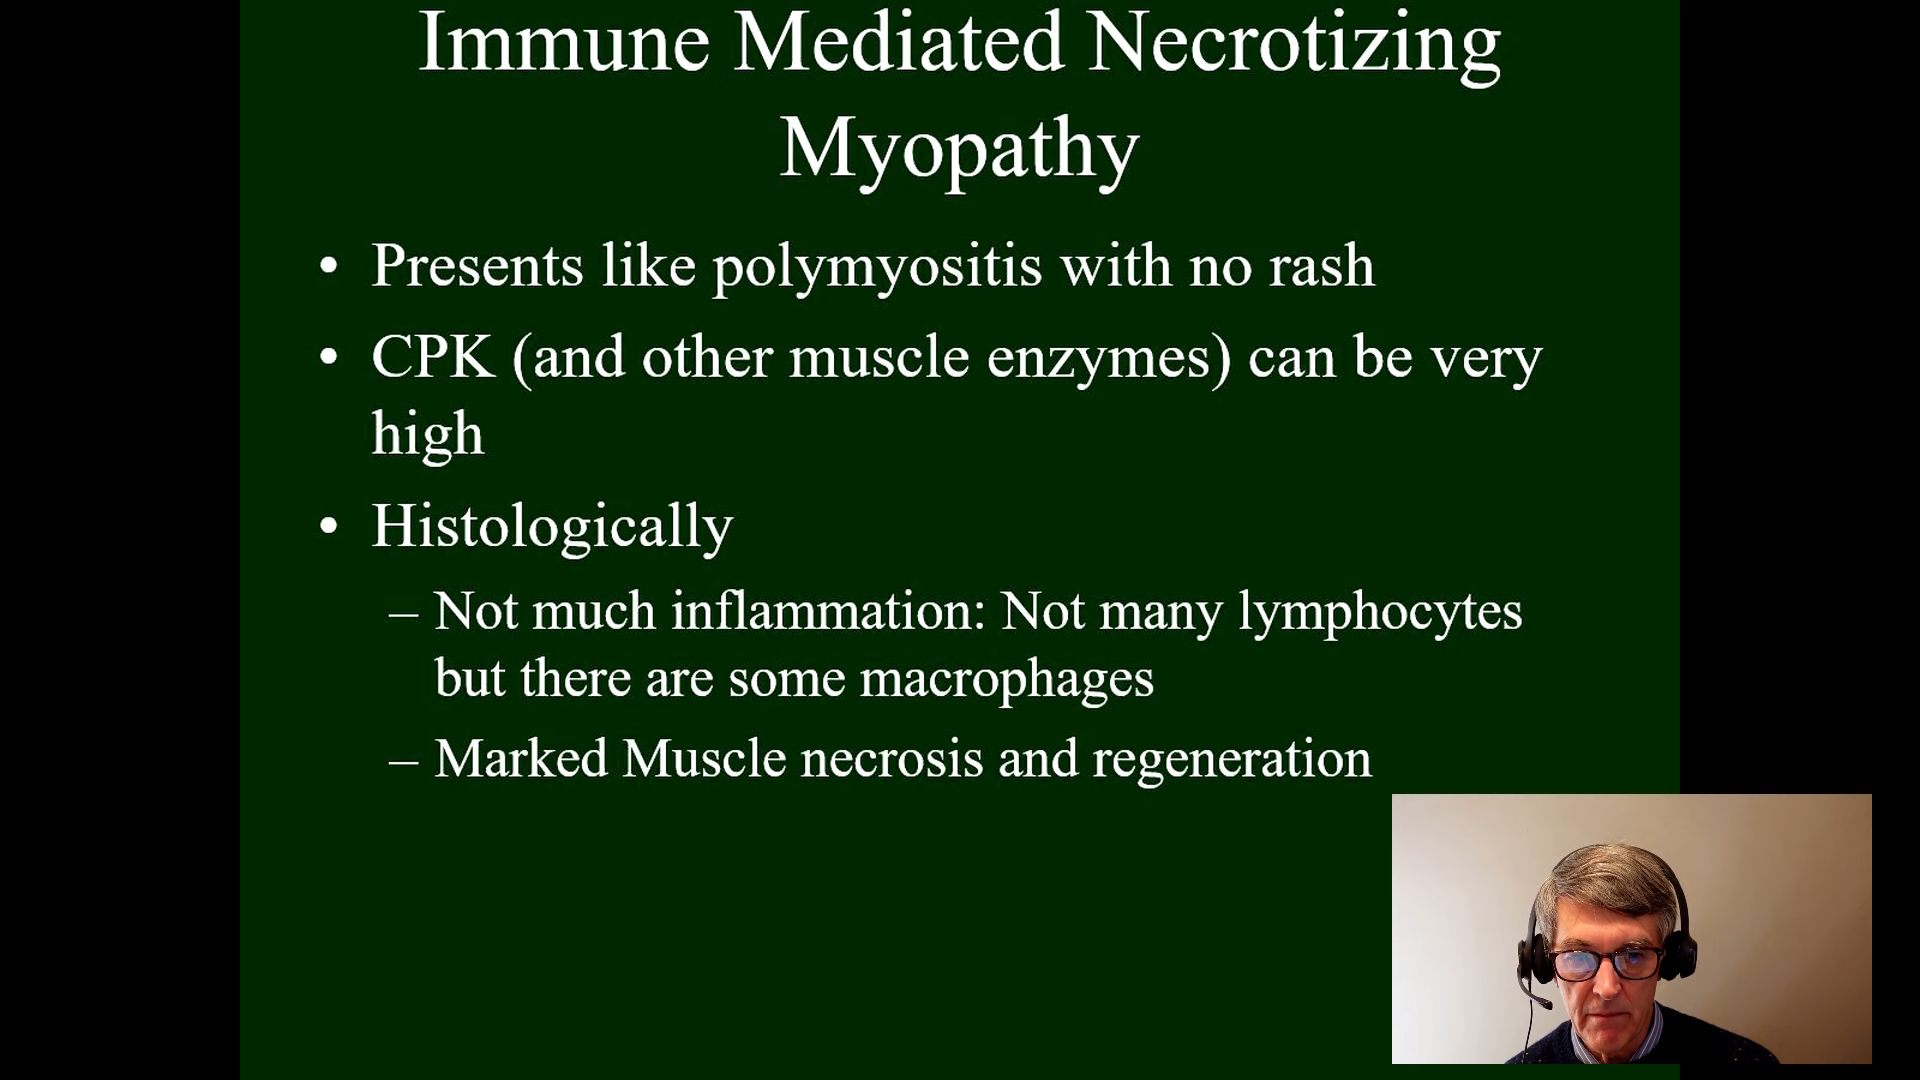 Immune Mediated Necrotizing
Myopathy
• Presents like polymyositis with no rash
• CPK (and other muscle enzymes) can be very
high
• Histologically
– Not much inflammation: Not many lymphocytes
but there are some macrophages
– Marked Muscle necrosis and regeneration